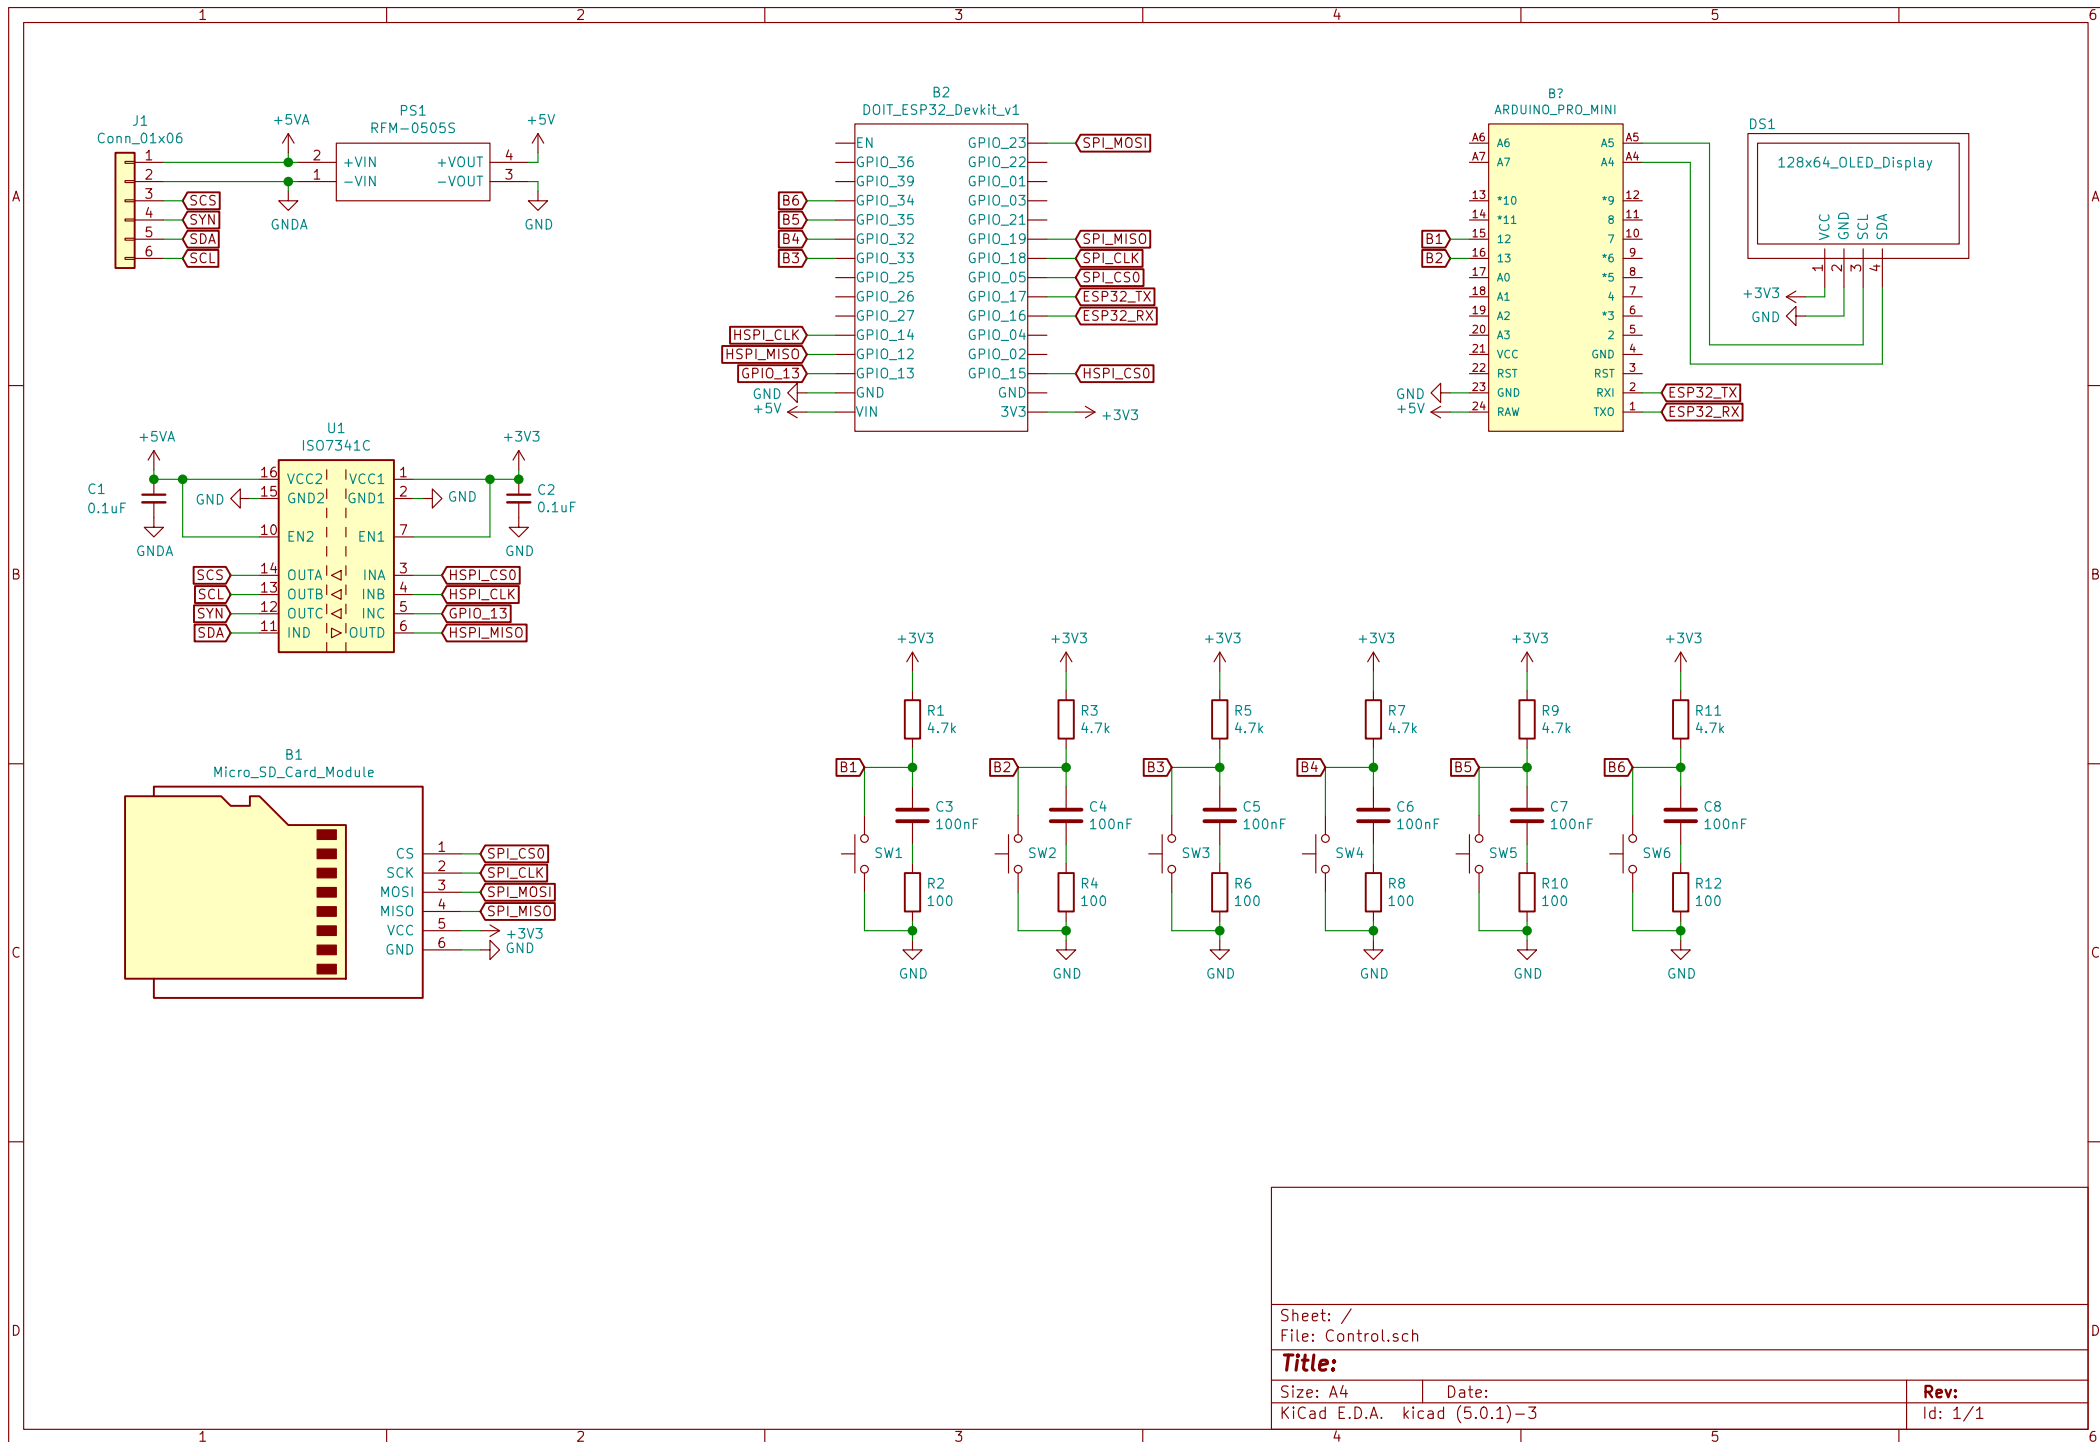 1 2 3 4 5 6
A
B
C
D
J1
Conn_01x06
1
2
3 SCS
4 SYN
5 SDA
6 SCL
+5VA
GNDA
PS1
RFM-0505S
2 +VIN +VOUT 4
1 -VIN -VOUT 3
+5V
GND
B2
DOIT_ESP32_Devkit_v1
EN GPIO_23 SPI_MOSI
GPIO_36 GPIO_22
GPIO_39 GPIO_01
B6 GPIO_34 GPIO_03
B5 GPIO_35 GPIO_21
B4 GPIO_32 GPIO_19 SPI_MISO
B3 GPIO_33 GPIO_18 SPI_CLK
GPIO_25 GPIO_05 SPI_CS0
GPIO_26 GPIO_17 ESP32_TX
GPIO_27 GPIO_16 ESP32_RX
HSPI_CLK GPIO_14 GPIO_04
HSPI_MISO GPIO_12 GPIO_02
GPIO_13 GPIO_13 GPIO_15 HSPI_CS0
GND GND GND
+5V VIN 3V3 +3V3
B?
ARDUINO_PRO_MINI
A6 A6 A5 A5
A7 A7 A4 A4
13 *10 *9 12
14 *11 8 11
B1 15 12 7 10
B2 16 13 *6 9
17 A0 *5 8
18 A1 4 7
19 A2 *3 6
20 A3 2 5
21 VCC GND 4
22 RST RST 3
GND 23 GND RXI 2 ESP32_TX
+5V 24 RAW TXO 1 ESP32_RX
DS1
128x64_OLED_Display
VCC GND SCL SDA
1 2 3 4
+3V3
GND
U1
ISO7341C
+5VA
C1
0.1uF
GNDA
+3V3
C2
0.1uF
GND
16 VCC2 VCC1 1
GND 15 GND2 GND1 2 GND
10 EN2 EN1 7
SCS 14 OUTA INA 3 HSPI_CS0
SCL 13 OUTB INB 4 HSPI_CLK
SYN 12 OUTC INC 5 GPIO_13
SDA 11 IND OUTD 6 HSPI_MISO
B1
Micro_SD_Card_Module
CS 1 SPI_CS0
SCK 2 SPI_CLK
MOSI 3 SPI_MOSI
MISO 4 SPI_MISO
VCC 5 +3V3
GND 6 GND
+3V3 +3V3 +3V3 +3V3 +3V3 +3V3
R1 R3 R5 R7 R9 R11
4.7k 4.7k 4.7k 4.7k 4.7k 4.7k
B1 B2 B3 B4 B5 B6
C3 C4 C5 C6 C7 C8
100nF 100nF 100nF 100nF 100nF 100nF
SW1 SW2 SW3 SW4 SW5 SW6
R2 R4 R6 R8 R10 R12
100 100 100 100 100 100
GND GND GND GND GND GND
Sheet: /
File: Control.sch
Title:
Size: A4 Date: Rev:
KiCad E.D.A. kicad (5.0.1)-3 Id: 1/1
A
B
C
D
1 2 3 4 5 6